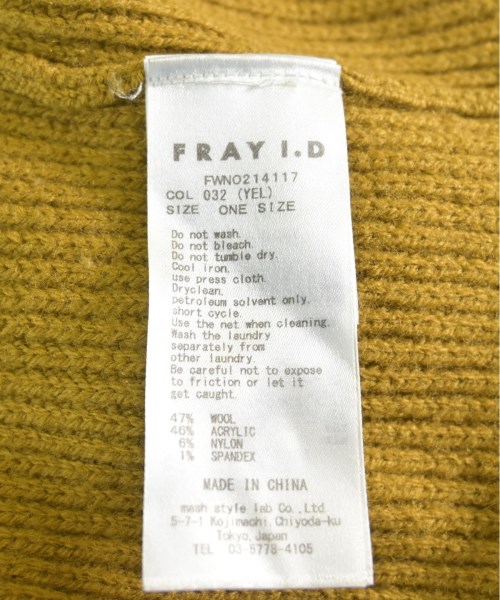 FRAY I.D
FWNO214117
COL 032 (YEL)
SIZE ONE SIZE
Do not wash.
Do not bleach.
Do not tumble dry.
Cool iron.
use press cloth.
Dryclean.
petroleum solvent only.
short cycle.
Use the net when cleaning.
Wash the laundry
separately from
other laundry.
Be careful not to expose
to friction or let it
get caught.
47% WOOL
46% ACRYLIC
6% NYLON
1% SPANDEX
MADE IN CHINA
mash style lab Co.,Ltd.
5-7-1 Kojimachi,Chiyoda-ku
Tokyo,Japan
TEL 03-5778-4105